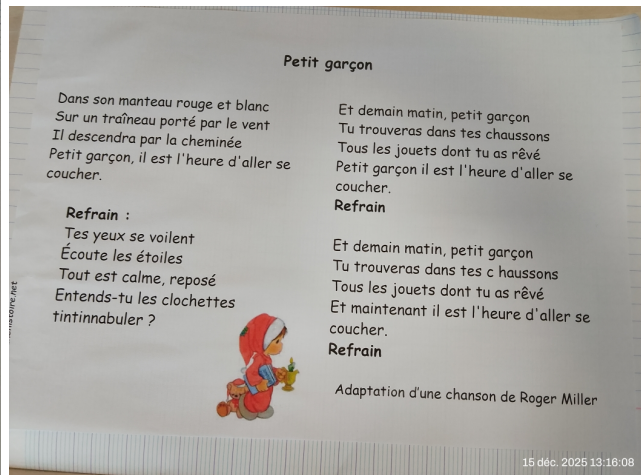 Petit garçon
Dans son manteau rouge et blanc
Sur un traîneau porté par le vent
Il descendra par la cheminée
Petit garçon, il est l'heure d'aller se
coucher.
Refrain :
Tes yeux se voilent
Écoute les étoiles
Tout est calme, reposé
Entends-tu les clochettes
tintinnabuler ?
Et demain matin, petit garçon
Tu trouveras dans tes chaussons
Tous les jouets dont tu as rêvé
Petit garçon il est l'heure d'aller se
coucher.
Refrain
Et demain matin, petit garçon
Tu trouveras dans tes c haussons
Tous les jouets dont tu as rêvé
Et maintenant il est l'heure d'aller se
coucher.
Refrain
Adaptation d'une chanson de Roger Miller
15 déc. 2025 13:16:08